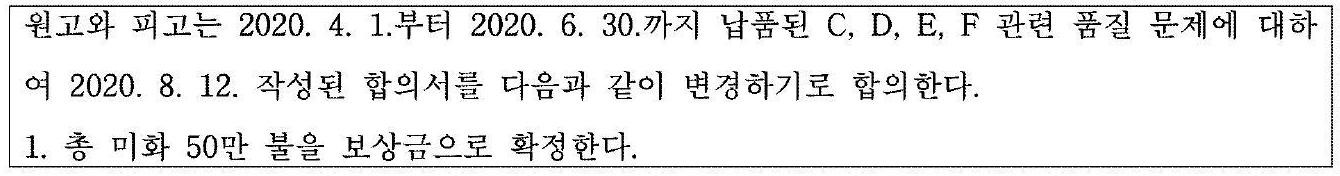 원고와 피고는 2020. 4. 1.부터 2020. 6. 30.까지 납품된 C, D, E, F 관련 품질 문제에 대하
여 2020. 8. 12. 작성된 합의서를 다음과 같이 변경하기로 합의한다.
1. 총 미화 50만 불을 보상금으로 확정한다.